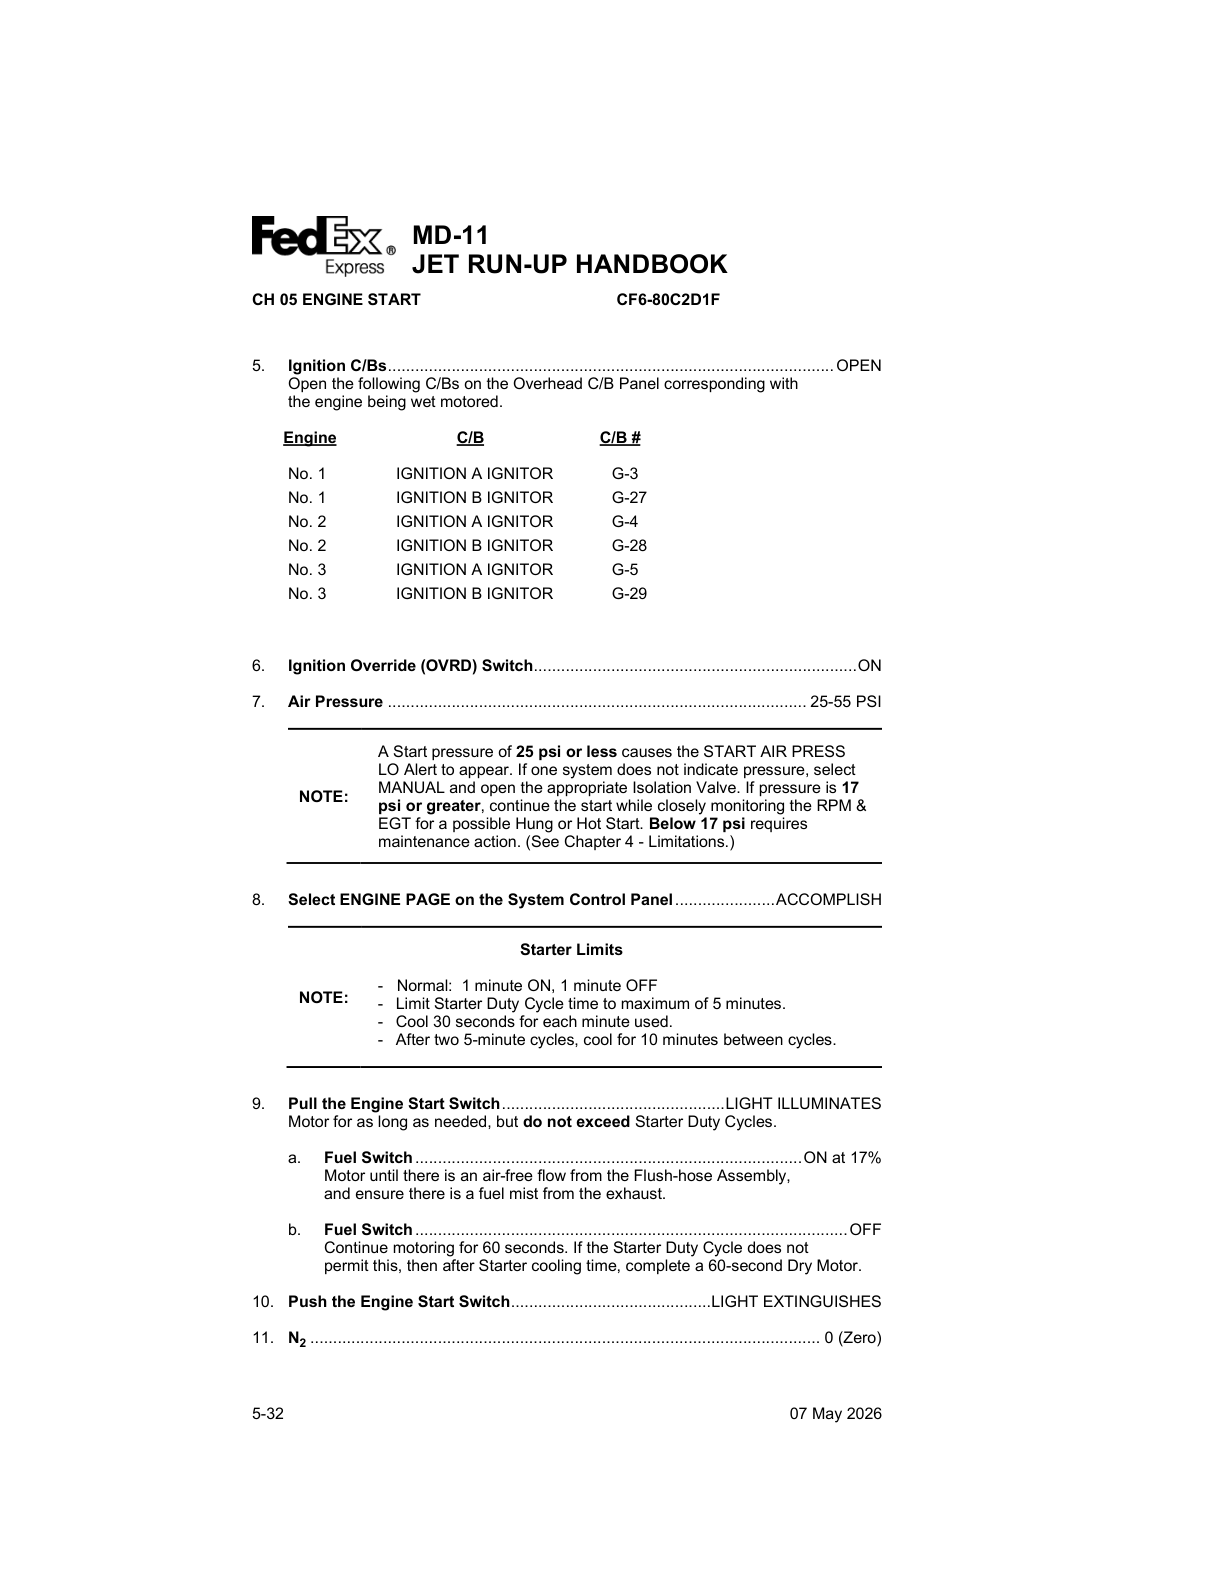 FedEx® Express
MD-11
JET RUN-UP HANDBOOK
CH 05 ENGINE START CF6-80C2D1F
5. Ignition C/Bs.................................................................................................. OPEN
Open the following C/Bs on the Overhead C/B Panel corresponding with
the engine being wet motored.
Engine C/B C/B #
No. 1 IGNITION A IGNITOR G-3
No. 1 IGNITION B IGNITOR G-27
No. 2 IGNITION A IGNITOR G-4
No. 2 IGNITION B IGNITOR G-28
No. 3 IGNITION A IGNITOR G-5
No. 3 IGNITION B IGNITOR G-29
6. Ignition Override (OVRD) Switch.......................................................................ON
7. Air Pressure ............................................................................................ 25-55 PSI
A Start pressure of 25 psi or less causes the START AIR PRESS
LO Alert to appear. If one system does not indicate pressure, select
MANUAL and open the appropriate Isolation Valve. If pressure is 17
NOTE:
psi or greater, continue the start while closely monitoring the RPM &
EGT for a possible Hung or Hot Start. Below 17 psi requires
maintenance action. (See Chapter 4 - Limitations.)
8. Select ENGINE PAGE on the System Control Panel......................ACCOMPLISH
Starter Limits
- Normal: 1 minute ON, 1 minute OFF
NOTE:
- Limit Starter Duty Cycle time to maximum of 5 minutes.
- Cool 30 seconds for each minute used.
- After two 5-minute cycles, cool for 10 minutes between cycles.
9. Pull the Engine Start Switch.................................................LIGHT ILLUMINATES
Motor for as long as needed, but do not exceed Starter Duty Cycles.
a. Fuel Switch.....................................................................................ON at 17%
Motor until there is an air-free flow from the Flush-hose Assembly,
and ensure there is a fuel mist from the exhaust.
b. Fuel Switch...............................................................................................OFF
Continue motoring for 60 seconds. If the Starter Duty Cycle does not
permit this, then after Starter cooling time, complete a 60-second Dry Motor.
10. Push the Engine Start Switch............................................LIGHT EXTINGUISHES
11. N2 ................................................................................................................ 0 (Zero)
5-32 07 May 2026